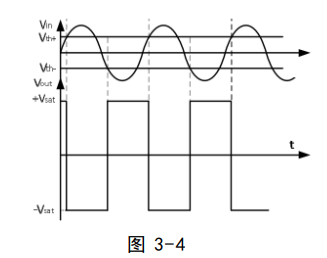 Vin
Vth+
Vth-
Vout
+Vsat
t
-Vsat
图 3-4